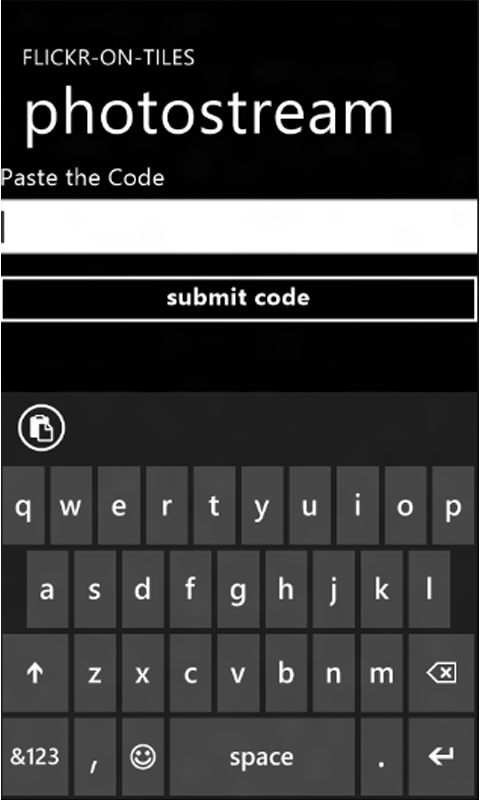 FLICKR-ON-TILES
photostream
Paste the Code
submit code
q w e r t y u i o p
a s d f g h j k l
z x c v b n m
&123 , space .